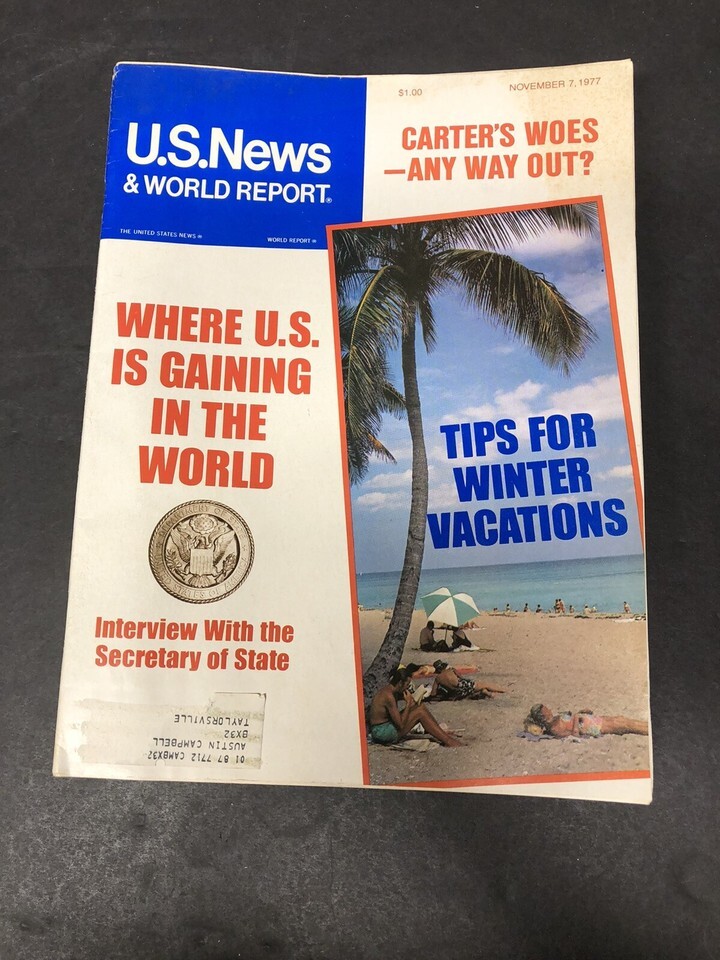 $1.00
NOVEMBER 7, 1977
U.S.News
& WORLD REPORT®
THE UNITED STATES NEWS ®
WORLD REPORT ®
CARTER'S WOES
—ANY WAY OUT?
WHERE U.S.
IS GAINING
IN THE
WORLD
TIPS FOR
WINTER
VACATIONS
Interview With the
Secretary of State
01 87 7712 CAMBX32
AUSTIN CAMPBELL
BX32
TAYLORSVILLE